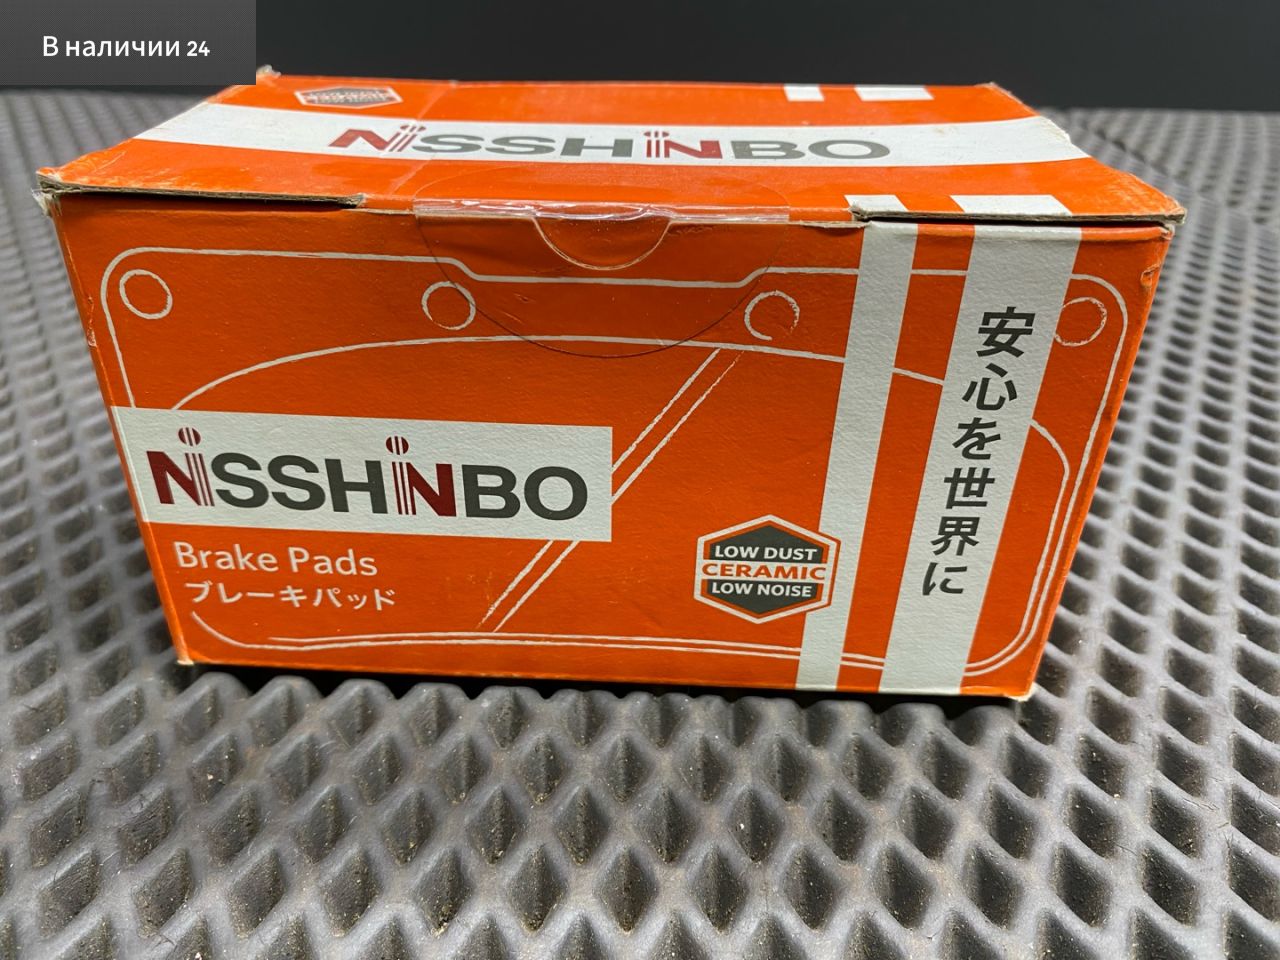 В наличии 24
NiSSHiNBO
NiSSHiNBO
Brake Pads
ブレーキパッド
LOW DUST
CERAMIC
LOW NOISE
安心を世界に